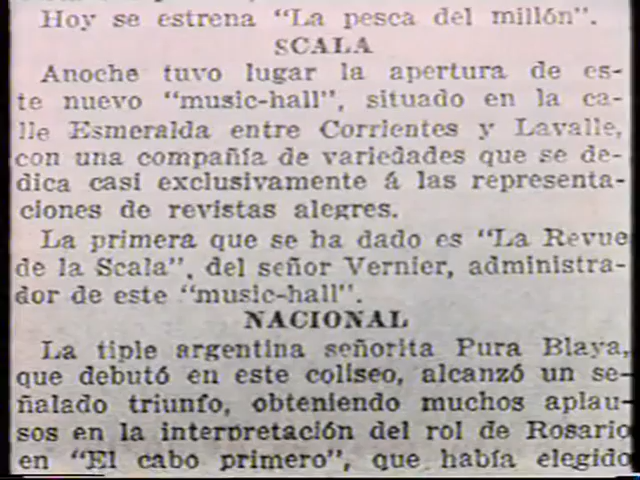 Hoy se estrena "La pesca del millón".
SCALA
Anoche tuvo lugar la apertura de es-
te nuevo "music-hall", situado en la ca-
lle Esmeralda entre Corrientes y Lavalle,
con una compañía de variedades que se de-
dica casi exclusivamente á las representa-
ciones de revistas alegres.
La primera que se ha dado es "La Revue
de la Scala", del señor Vernier, administra-
dor de este "music-hall".
NACIONAL
La tiple argentina señorita Pura Blaya,
que debutó en este coliseo, alcanzó un se-
ñalado triunfo, obteniendo muchos aplau-
sos en la interpretación del rol de Rosario
en "El cabo primero", que había elegido